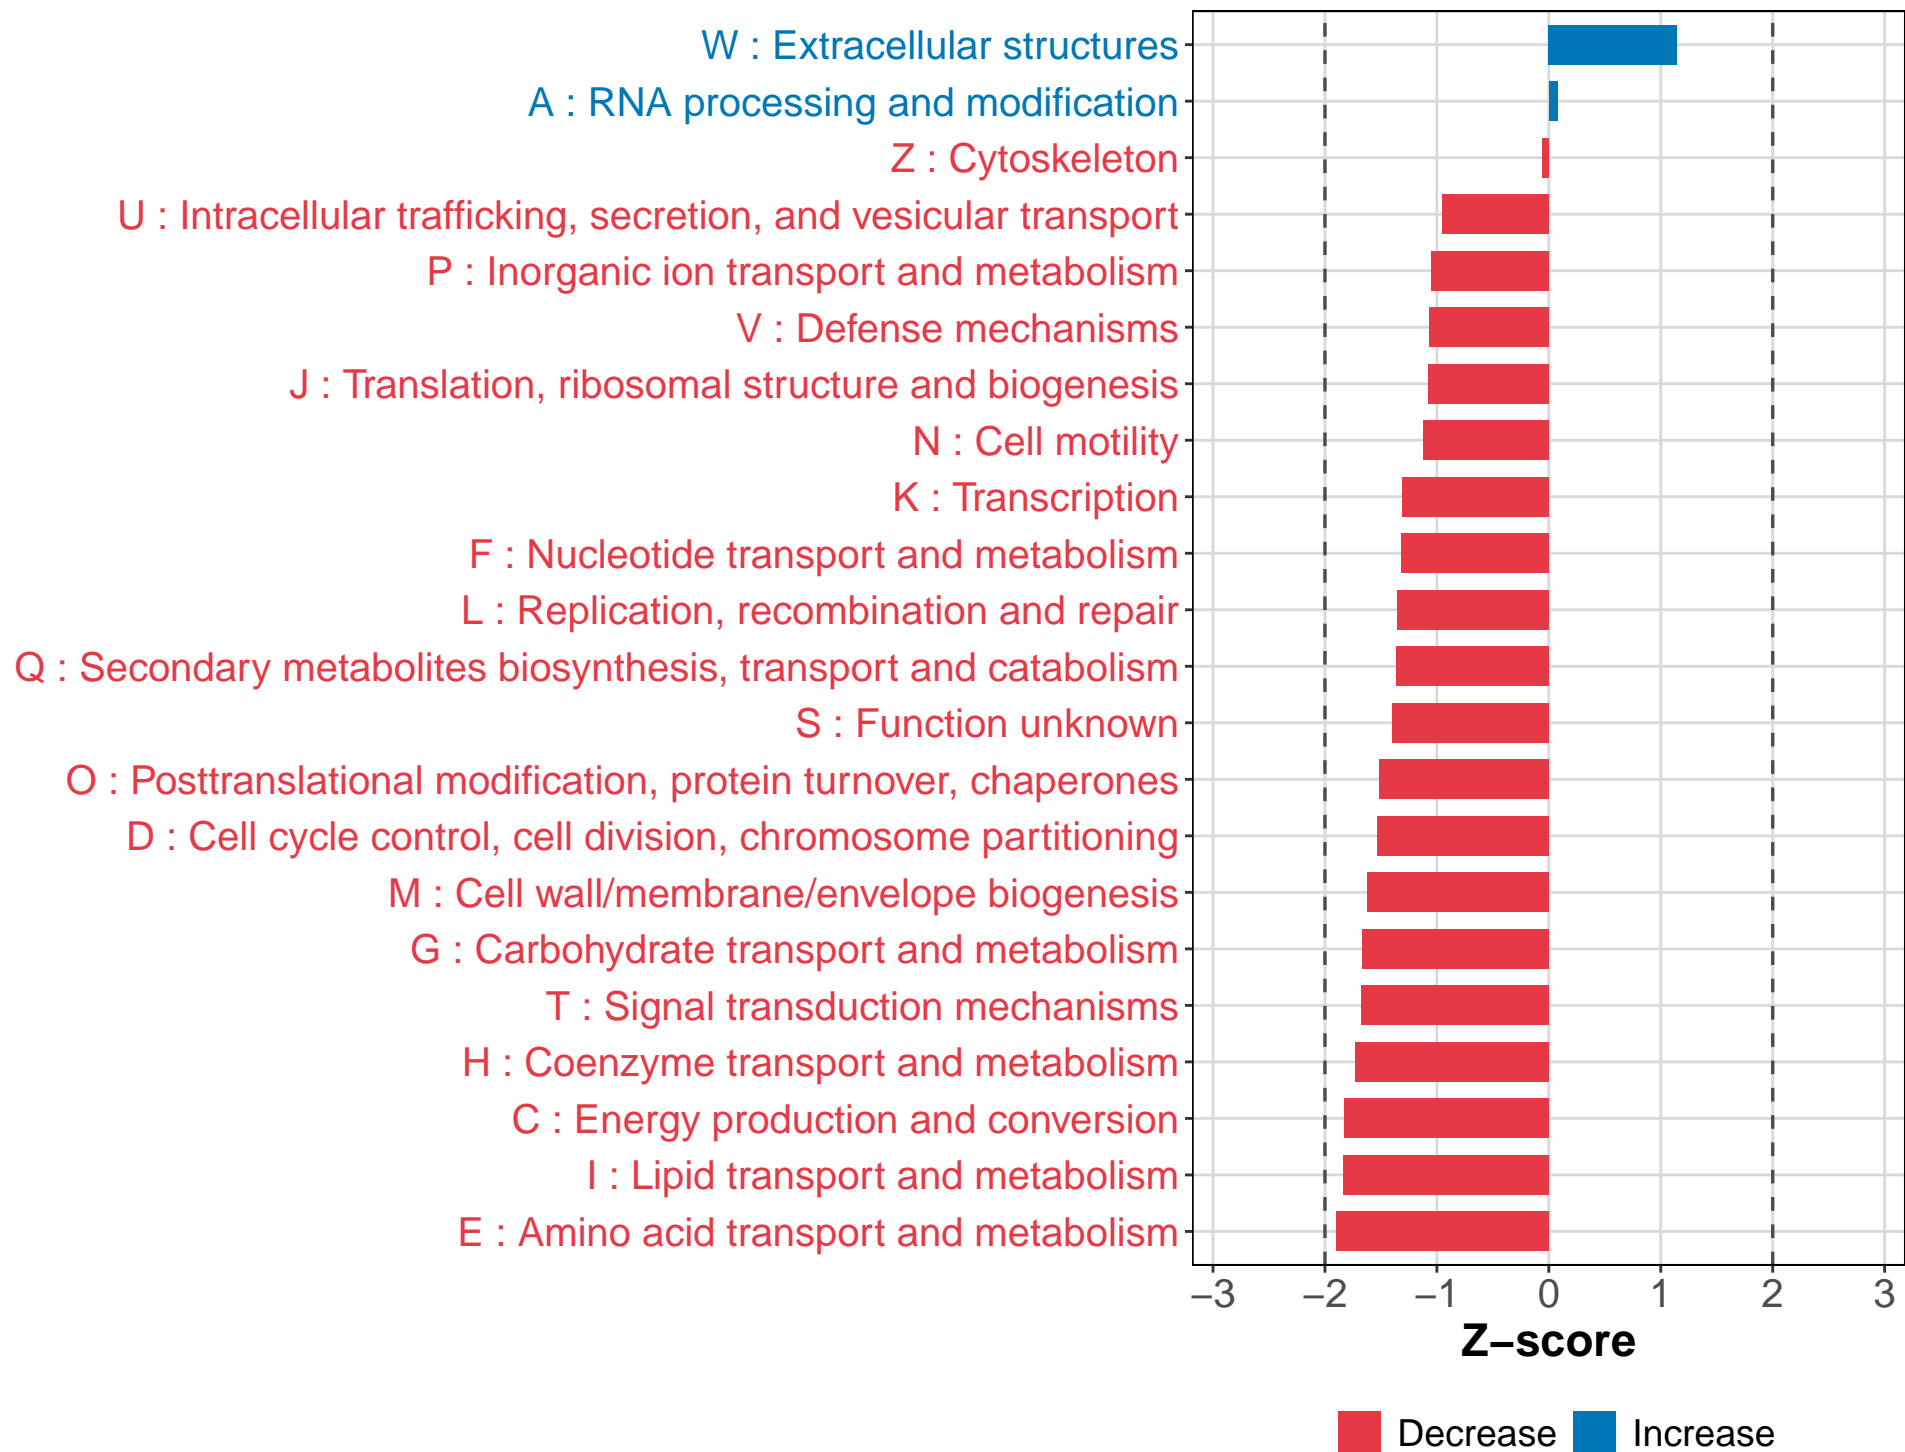 W : Extracellular structures
A : RNA processing and modification
Z : Cytoskeleton
U : Intracellular trafficking, secretion, and vesicular transport
P : Inorganic ion transport and metabolism
V : Defense mechanisms
J : Translation, ribosomal structure and biogenesis
N : Cell motility
K : Transcription
F : Nucleotide transport and metabolism
L : Replication, recombination and repair
Q : Secondary metabolites biosynthesis, transport and catabolism
S : Function unknown
O : Posttranslational modification, protein turnover, chaperones
D : Cell cycle control, cell division, chromosome partitioning
M : Cell wall/membrane/envelope biogenesis
G : Carbohydrate transport and metabolism
T : Signal transduction mechanisms
H : Coenzyme transport and metabolism
C : Energy production and conversion
I : Lipid transport and metabolism
E : Amino acid transport and metabolism
−3 −2 −1 0 1 2 3
Z−score
Decrease Increase